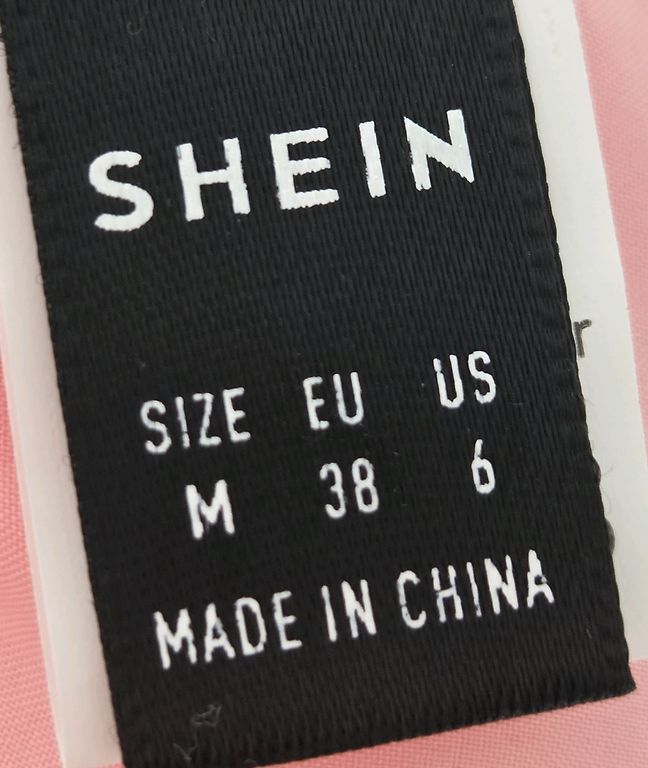 SHEIN
SIZE EU US
M 38 6
MADE IN CHINA
r